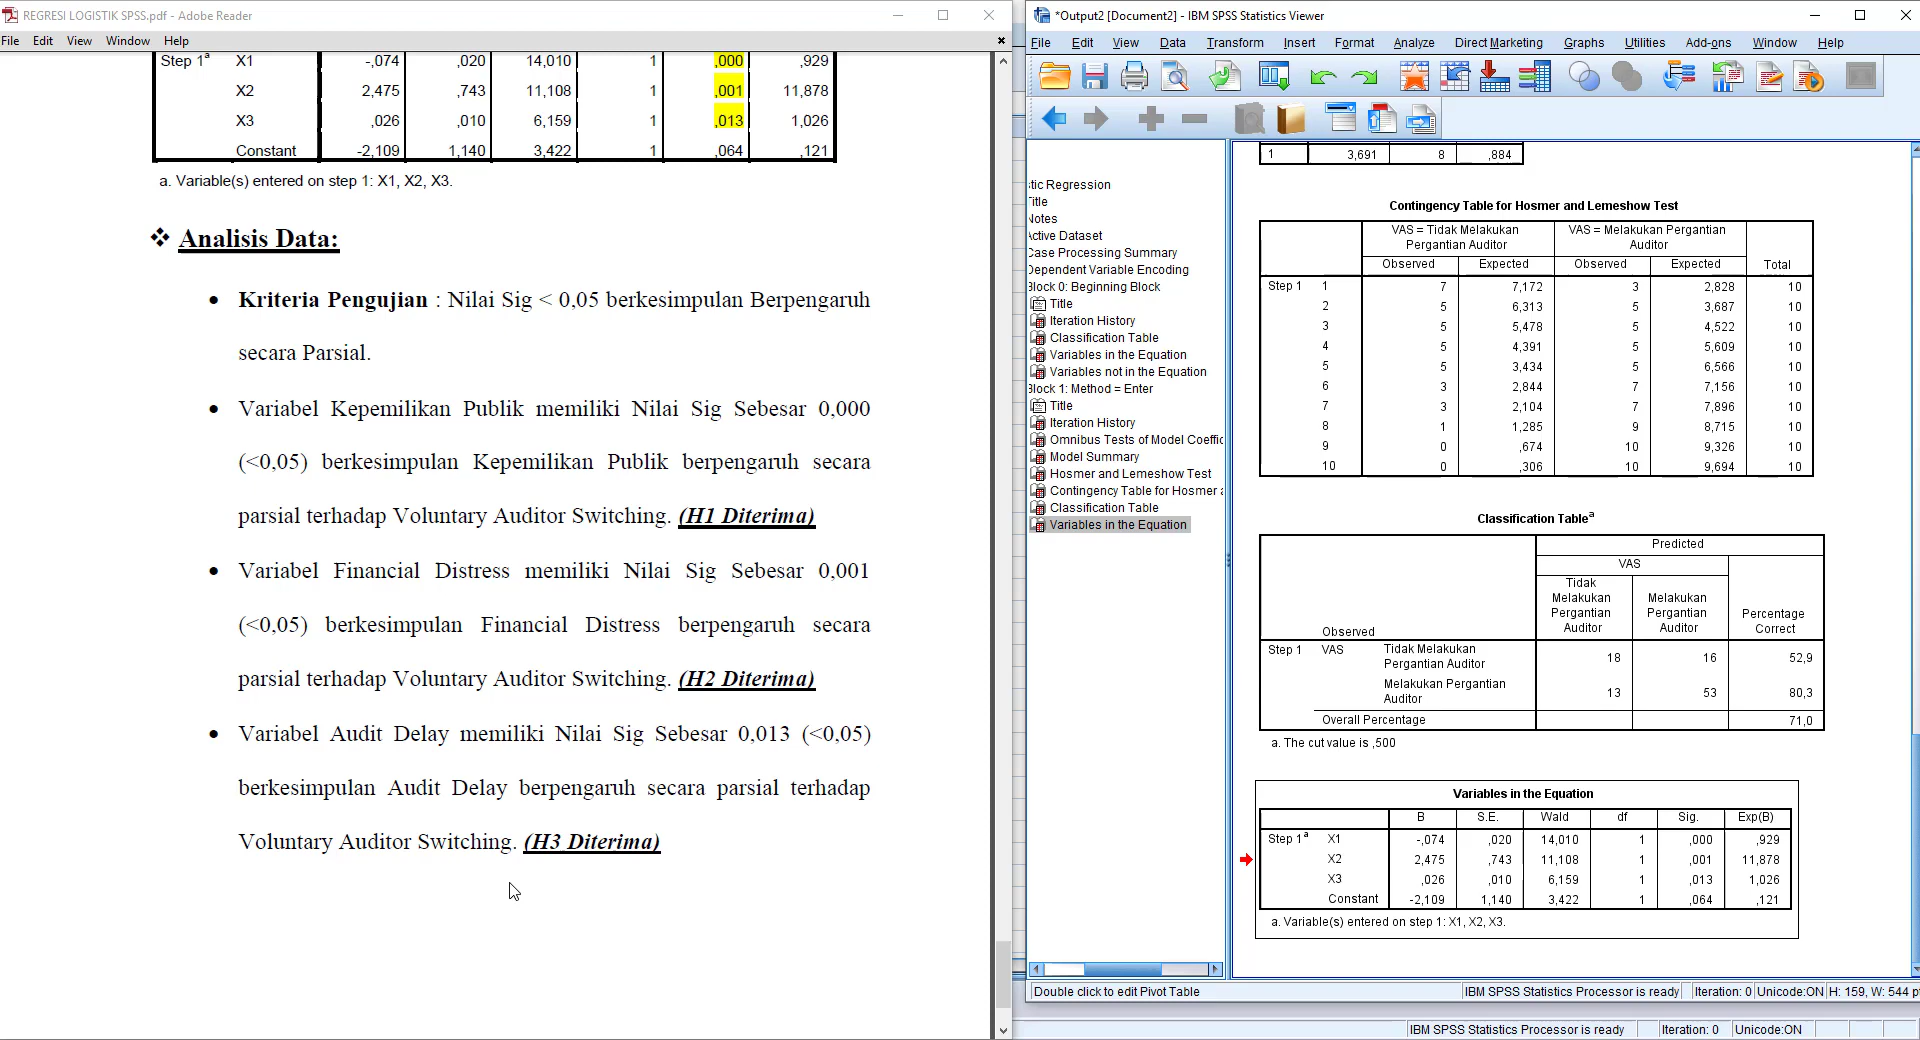 REGRESI LOGISTIK SPSS.pdf - Adobe Reader
File Edit View Window Help
Step 1a X1 -,074 ,020 14,010 1 ,000 ,929
X2 2,475 ,743 11,108 1 ,001 11,878
X3 ,026 ,010 6,159 1 ,013 1,026
Constant -2,109 1,140 3,422 1 ,064 ,121
a. Variable(s) entered on step 1: X1, X2, X3.
❖ Analisis Data:
• Kriteria Pengujian : Nilai Sig < 0,05 berkesimpulan Berpengaruh
secara Parsial.
• Variabel Kepemilikan Publik memiliki Nilai Sig Sebesar 0,000
(<0,05) berkesimpulan Kepemilikan Publik berpengaruh secara
parsial terhadap Voluntary Auditor Switching. (H1 Diterima)
• Variabel Financial Distress memiliki Nilai Sig Sebesar 0,001
(<0,05) berkesimpulan Financial Distress berpengaruh secara
parsial terhadap Voluntary Auditor Switching. (H2 Diterima)
• Variabel Audit Delay memiliki Nilai Sig Sebesar 0,013 (<0,05)
berkesimpulan Audit Delay berpengaruh secara parsial terhadap
Voluntary Auditor Switching. (H3 Diterima)
*Output2 [Document2] - IBM SPSS Statistics Viewer
File Edit View Data Transform Insert Format Analyze Direct Marketing Graphs Utilities Add-ons Window Help
stic Regression
Title
Notes
Active Dataset
Case Processing Summary
Dependent Variable Encoding
Block 0: Beginning Block
Title
Iteration History
Classification Table
Variables in the Equation
Variables not in the Equation
Block 1: Method = Enter
Title
Iteration History
Omnibus Tests of Model Coeffic
Model Summary
Hosmer and Lemeshow Test
Contingency Table for Hosmer a
Classification Table
Variables in the Equation
1 3,691 8 ,884
Contingency Table for Hosmer and Lemeshow Test
VAS = Tidak Melakukan VAS = Melakukan Pergantian
Pergantian Auditor Auditor
Observed Expected Observed Expected Total
Step 1 1 7 7,172 3 2,828 10
2 5 6,313 5 3,687 10
3 5 5,478 5 4,522 10
4 5 4,391 5 5,609 10
5 5 3,434 5 6,566 10
6 3 2,844 7 7,156 10
7 3 2,104 7 7,896 10
8 1 1,285 9 8,715 10
9 0 ,674 10 9,326 10
10 0 ,306 10 9,694 10
Classification Tablea
Predicted
VAS
Tidak
Melakukan Melakukan
Pergantian Pergantian Percentage
Observed Auditor Auditor Correct
Step 1 VAS Tidak Melakukan
Pergantian Auditor 18 16 52,9
Melakukan Pergantian
Auditor 13 53 80,3
Overall Percentage 71,0
a. The cut value is ,500
Variables in the Equation
B S.E. Wald df Sig. Exp(B)
Step 1a X1 -,074 ,020 14,010 1 ,000 ,929
X2 2,475 ,743 11,108 1 ,001 11,878
X3 ,026 ,010 6,159 1 ,013 1,026
Constant -2,109 1,140 3,422 1 ,064 ,121
a. Variable(s) entered on step 1: X1, X2, X3.
Double click to edit Pivot Table IBM SPSS Statistics Processor is ready Iteration: 0 Unicode:ON H: 159, W: 544 pt
IBM SPSS Statistics Processor is ready Iteration: 0 Unicode:ON